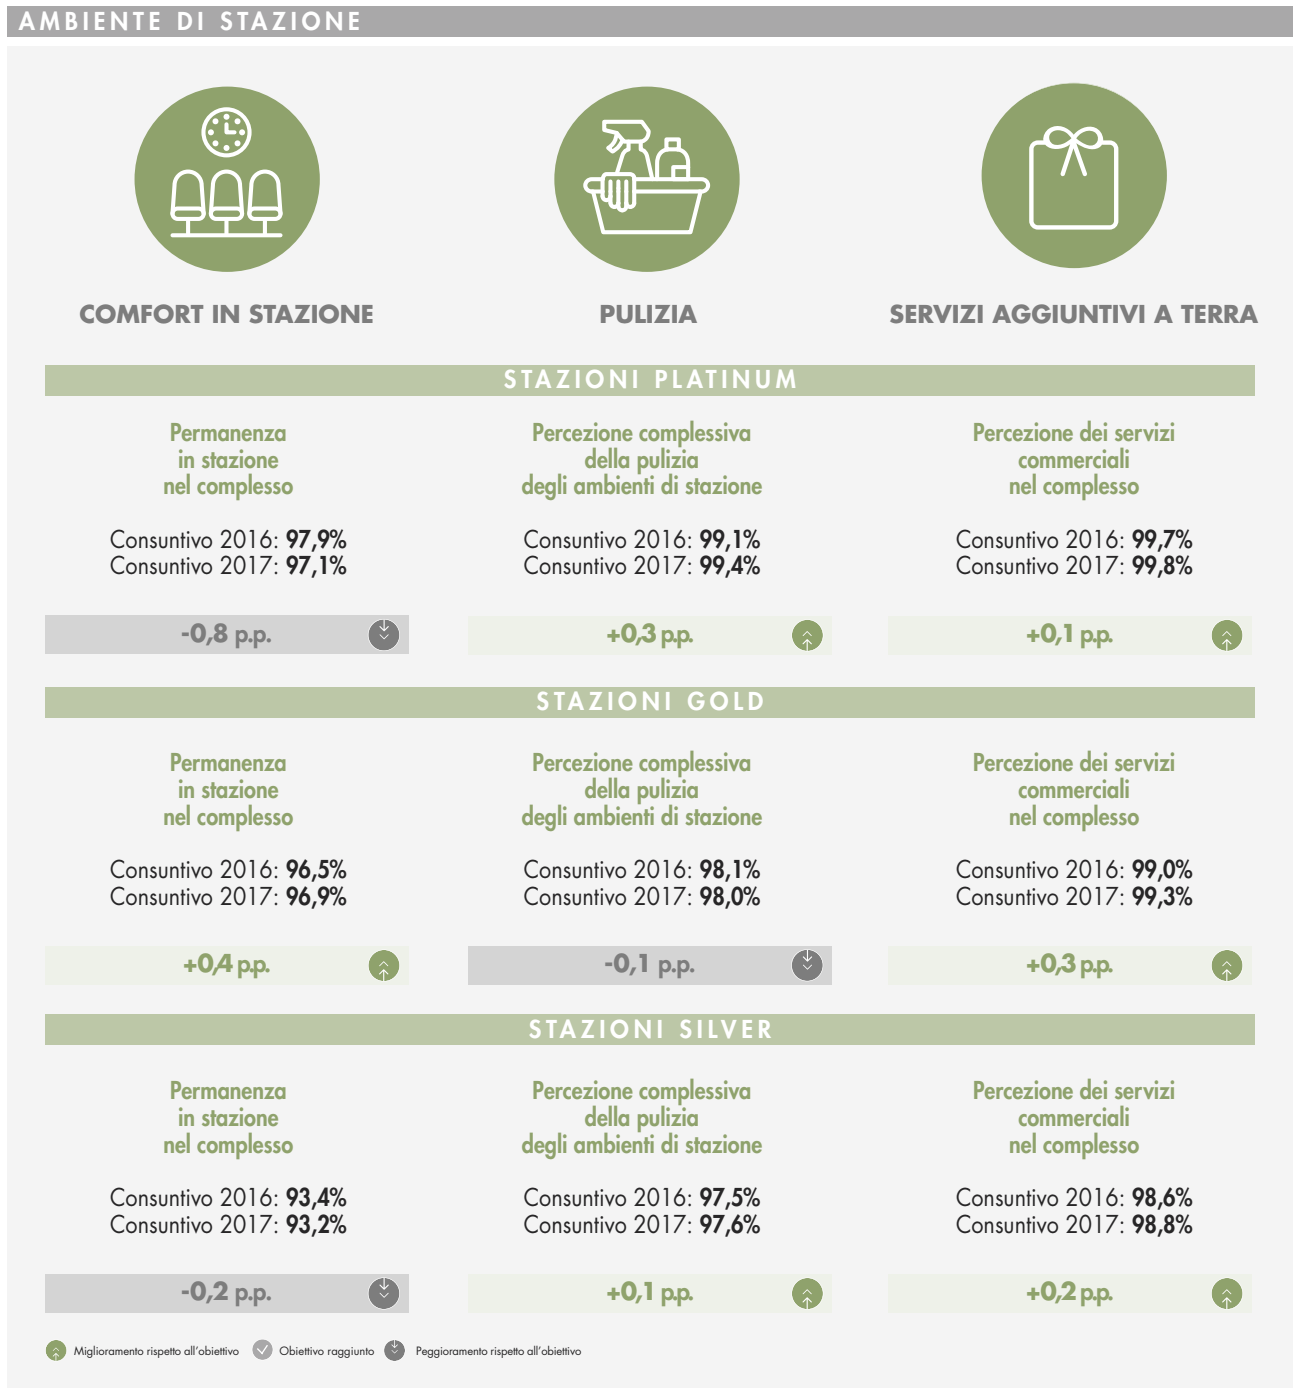 AMBIENTE DI STAZIONE
COMFORT IN STAZIONE
PULIZIA
SERVIZI AGGIUNTIVI A TERRA
STAZIONI PLATINUM
Permanenza
in stazione
nel complesso
Consuntivo 2016: 97,9%
Consuntivo 2017: 97,1%
-0,8 p.p.
Percezione complessiva
della pulizia
degli ambienti di stazione
Consuntivo 2016: 99,1%
Consuntivo 2017: 99,4%
+0,3 p.p.
Percezione dei servizi
commerciali
nel complesso
Consuntivo 2016: 99,7%
Consuntivo 2017: 99,8%
+0,1 p.p.
STAZIONI GOLD
Permanenza
in stazione
nel complesso
Consuntivo 2016: 96,5%
Consuntivo 2017: 96,9%
+0,4 p.p.
Percezione complessiva
della pulizia
degli ambienti di stazione
Consuntivo 2016: 98,1%
Consuntivo 2017: 98,0%
-0,1 p.p.
Percezione dei servizi
commerciali
nel complesso
Consuntivo 2016: 99,0%
Consuntivo 2017: 99,3%
+0,3 p.p.
STAZIONI SILVER
Permanenza
in stazione
nel complesso
Consuntivo 2016: 93,4%
Consuntivo 2017: 93,2%
-0,2 p.p.
Percezione complessiva
della pulizia
degli ambienti di stazione
Consuntivo 2016: 97,5%
Consuntivo 2017: 97,6%
+0,1 p.p.
Percezione dei servizi
commerciali
nel complesso
Consuntivo 2016: 98,6%
Consuntivo 2017: 98,8%
+0,2 p.p.
Miglioramento rispetto all'obiettivo
Obiettivo raggiunto
Peggioramento rispetto all'obiettivo